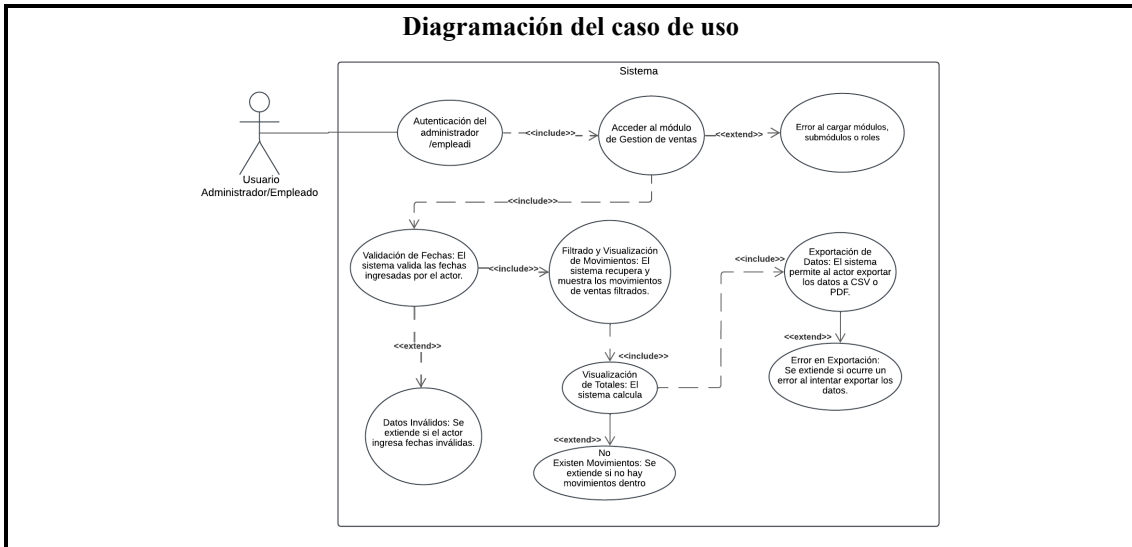 Diagramación del caso de uso
Sistema
Usuario
Administrador/Empleado
Autenticación del
administrador
/empleadi
<<include>>
Acceder al módulo
de Gestion de ventas
<<extend>>
Error al cargar módulos,
submódulos o roles
<<include>>
Validación de Fechas: El
sistema valida las fechas
ingresadas por el actor.
<<include>>
Filtrado y Visualización
de Movimientos: El
sistema recupera y
muestra los movimientos
de ventas filtrados.
<<include>>
Exportación de
Datos: El sistema
permite al actor exportar
los datos a CSV o
PDF.
<<extend>>
<<extend>>
Error en Exportación:
Se extiende si ocurre un
error al intentar exportar los
datos.
<<include>>
Visualización
de Totales: El
sistema calcula
Datos Inválidos: Se
extiende si el actor
ingresa fechas inválidas.
<<extend>>
No
Existen Movimientos: Se
extiende si no hay
movimientos dentro